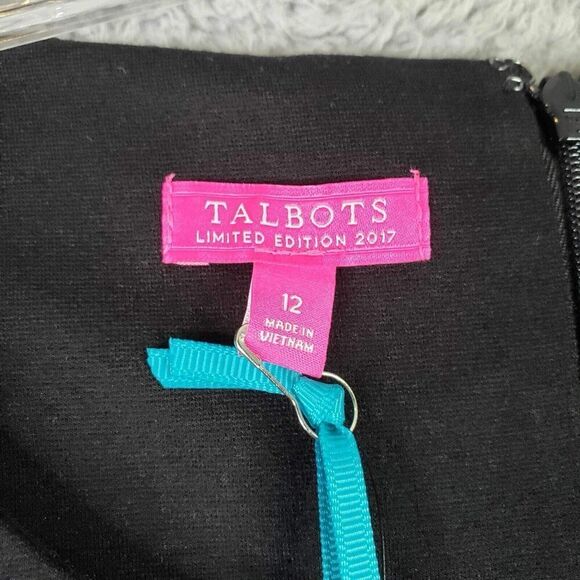 TALBOTS
LIMITED EDITION 2017
12
MADE IN
VIETNAM